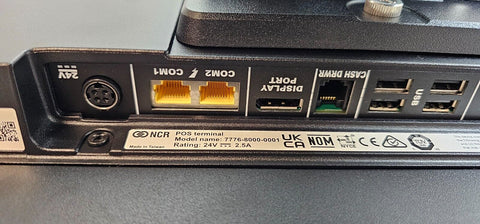 24V
COM1
COM2
DISPLAY
PORT
CASH DRWR
USB
NCR
POS terminal
Model name: 7776-8000-0001
Rating: 24V 2.5A
Made in Taiwan
UK
CA
NOM
NYCE
CE